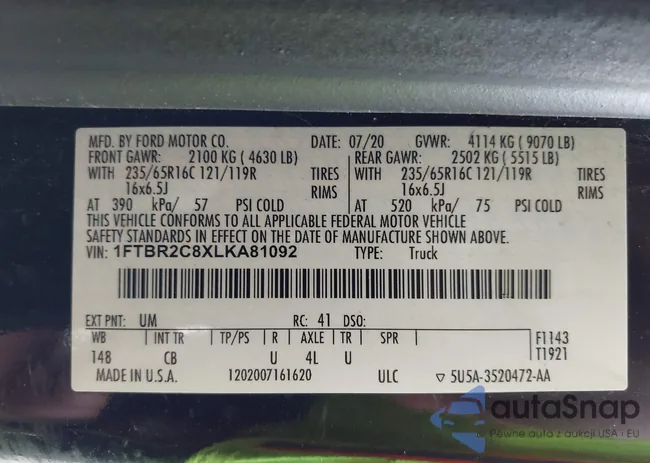 MFD. BY FORD MOTOR CO. DATE: 07/20 GVWR: 4114 KG ( 9070 LB)
FRONT GAWR: 2100 KG ( 4630 LB) REAR GAWR: 2502 KG ( 5515 LB)
WITH 235/65R16C 121/119R TIRES WITH 235/65R16C 121/119R TIRES
16x6.5J RIMS 16x6.5J RIMS
AT 390 kPa/ 57 PSI COLD AT 520 kPa/ 75 PSI COLD
THIS VEHICLE CONFORMS TO ALL APPLICABLE FEDERAL MOTOR VEHICLE
SAFETY STANDARDS IN EFFECT ON THE DATE OF MANUFACTURE SHOWN ABOVE.
VIN: 1FTBR2C8XLKA81092 TYPE: Truck
EXT PNT: UM RC: 41 DSO:
WB INT TR TP/PS R AXLE TR SPR F1143
148 CB U 4L U T1921
MADE IN U.S.A. 1202007161620 ULC ▽ 5U5A-3520472-AA
autaSnap
Pewne auta z aukcji USA i EU